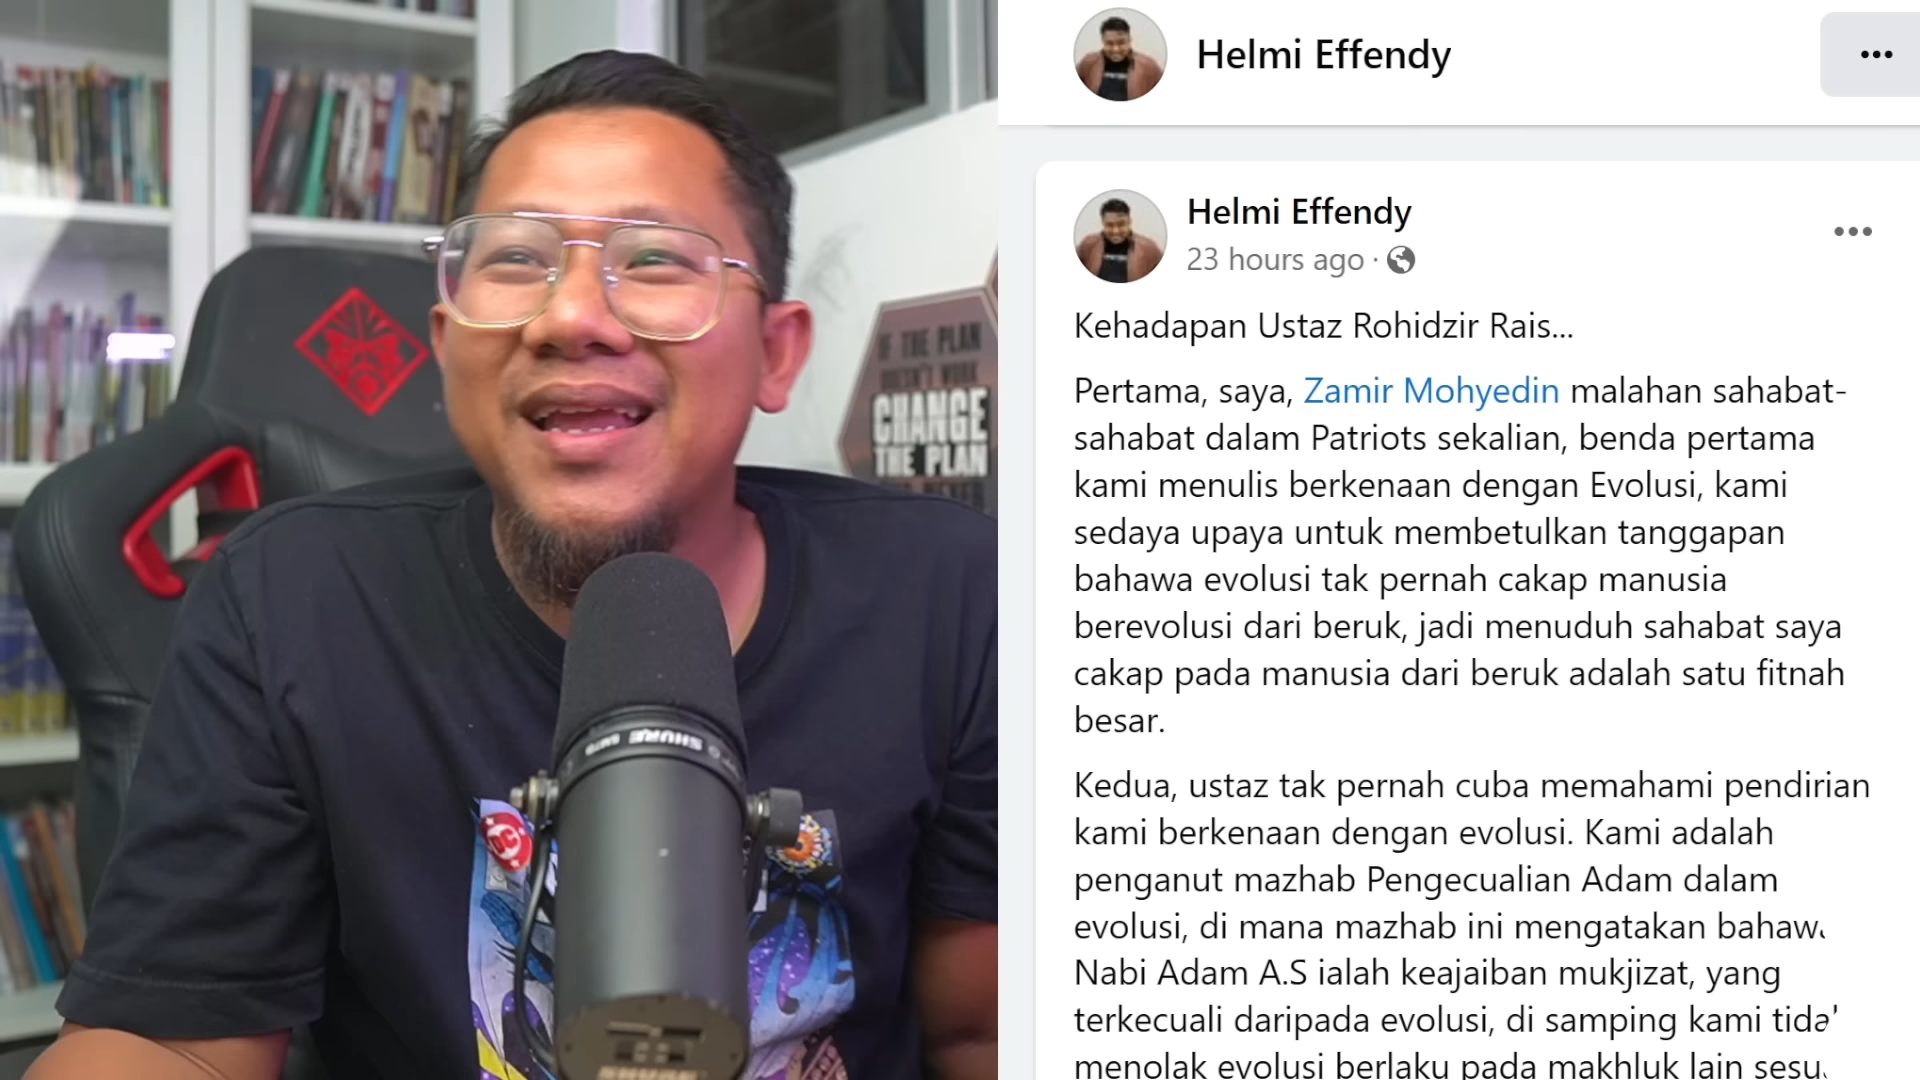 IF THE PLAN
DOESN'T WORK
CHANGE
THE PLAN
SHURE SM7B
DC
Helmi Effendy
Helmi Effendy
23 hours ago ·
Kehadapan Ustaz Rohidzir Rais...
Pertama, saya, Zamir Mohyedin malahan sahabat-
sahabat dalam Patriots sekalian, benda pertama
kami menulis berkenaan dengan Evolusi, kami
sedaya upaya untuk membetulkan tanggapan
bahawa evolusi tak pernah cakap manusia
berevolusi dari beruk, jadi menuduh sahabat saya
cakap pada manusia dari beruk adalah satu fitnah
besar.
Kedua, ustaz tak pernah cuba memahami pendirian
kami berkenaan dengan evolusi. Kami adalah
penganut mazhab Pengecualian Adam dalam
evolusi, di mana mazhab ini mengatakan bahawa
Nabi Adam A.S ialah keajaiban mukjizat, yang
terkecuali daripada evolusi, di samping kami
menolak evolusi berlaku pada makhluk lain